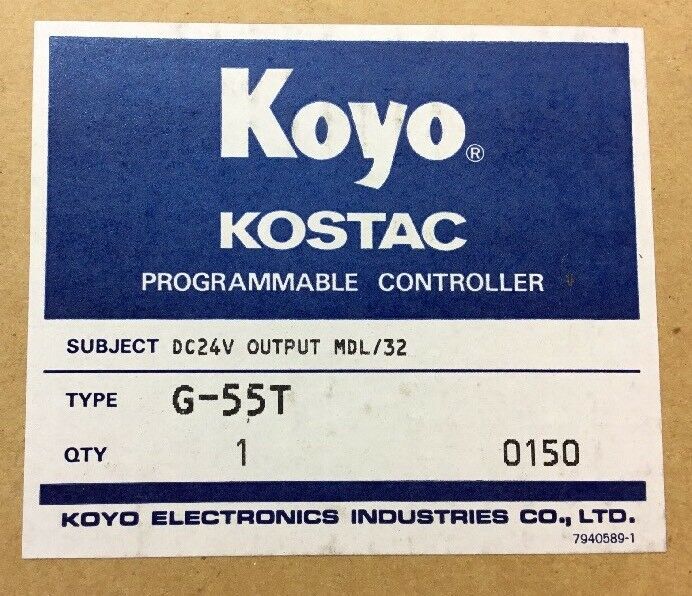 Koyo®
KOSTAC
PROGRAMMABLE CONTROLLER
SUBJECT DC24V OUTPUT MDL/32
TYPE G-55T
QTY 1 0150
KOYO ELECTRONICS INDUSTRIES CO., LTD.
7940589-1